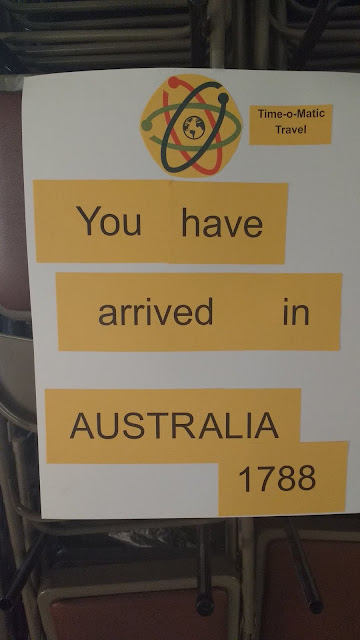 Time-o-Matic
Travel
You have
arrived in
AUSTRALIA
1788